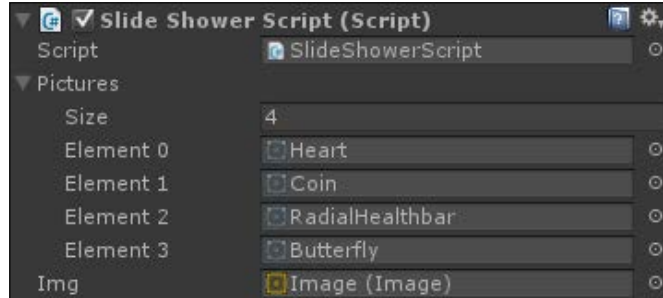 Slide Shower Script (Script)
Script SlideShowerScript
Pictures
Size 4
Element 0 Heart
Element 1 Coin
Element 2 RadialHealthbar
Element 3 Butterfly
Img Image (Image)